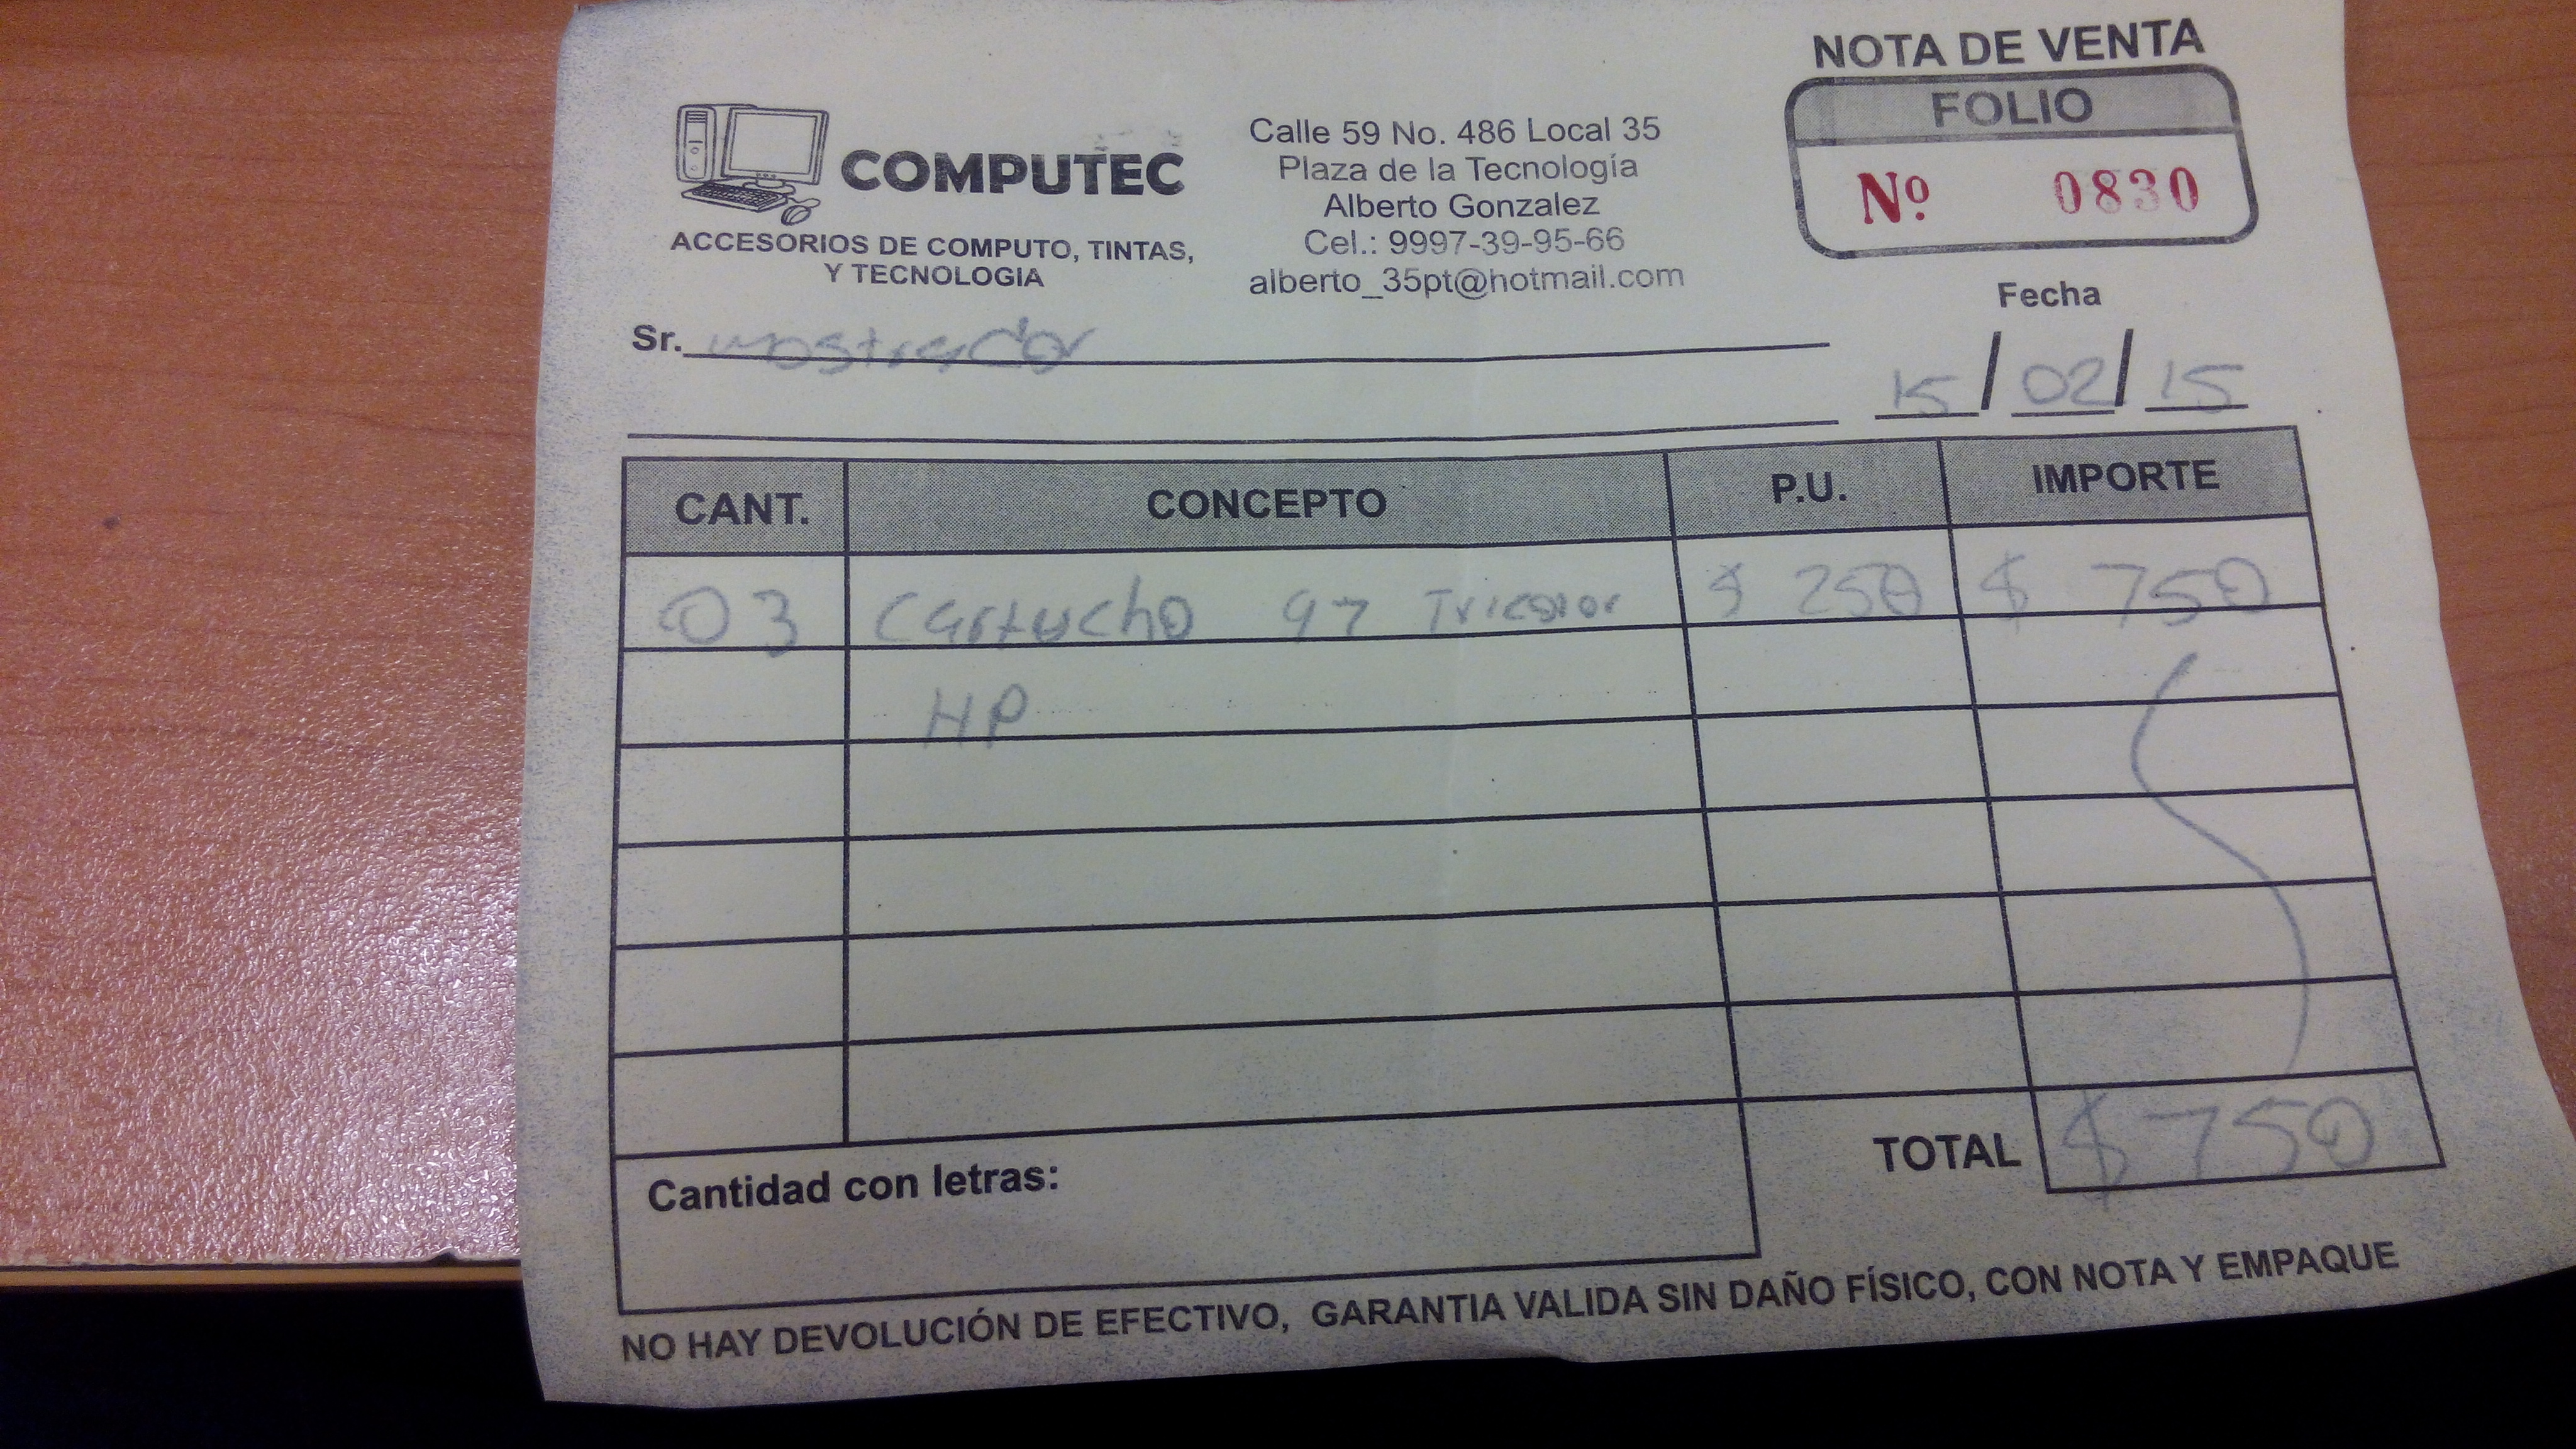 NOTA DE VENTA
FOLIO
Nº 0830
COMPUTEC
ACCESORIOS DE COMPUTO, TINTAS,
Y TECNOLOGIA
Calle 59 No. 486 Local 35
Plaza de la Tecnología
Alberto Gonzalez
Cel.: 9997-39-95-66
alberto_35pt@hotmail.com
Fecha
15/02/15
Sr. mostrador
CANT. CONCEPTO P.U. IMPORTE
03 Cartucho 97 Tricolor $ 250 $ 750
HP
TOTAL $ 750
Cantidad con letras:
NO HAY DEVOLUCIÓN DE EFECTIVO, GARANTIA VALIDA SIN DAÑO FÍSICO, CON NOTA Y EMPAQUE